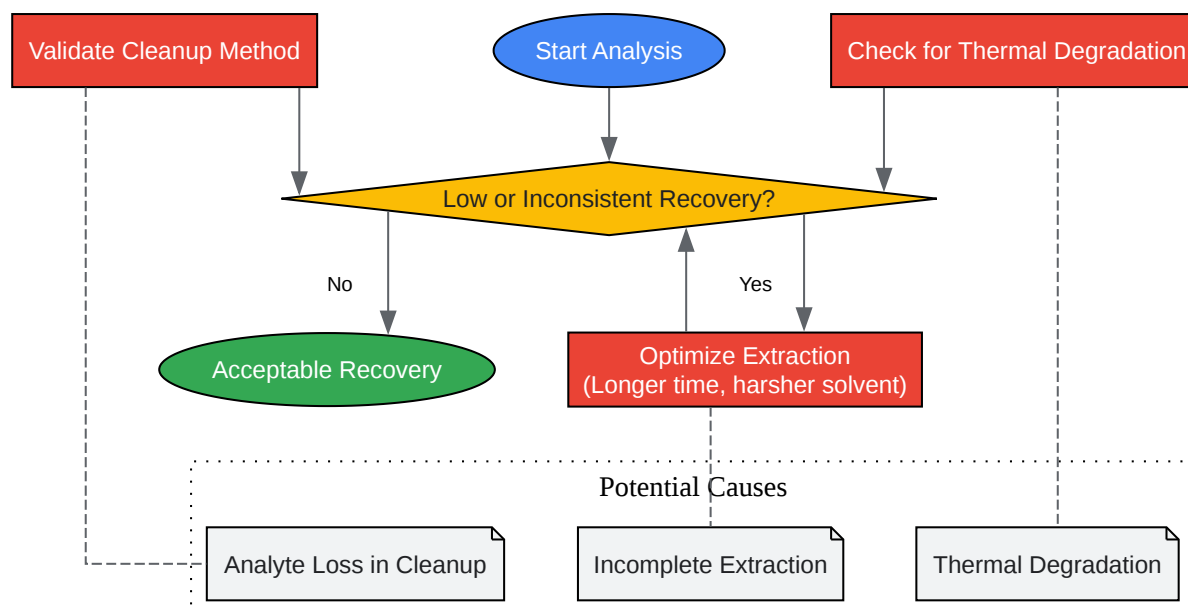 Validate Cleanup Method
Start Analysis
Check for Thermal Degradation
Low or Inconsistent Recovery?
No
Yes
Acceptable Recovery
Optimize Extraction
(Longer time, harsher solvent)
Potential Causes
Analyte Loss in Cleanup
Incomplete Extraction
Thermal Degradation